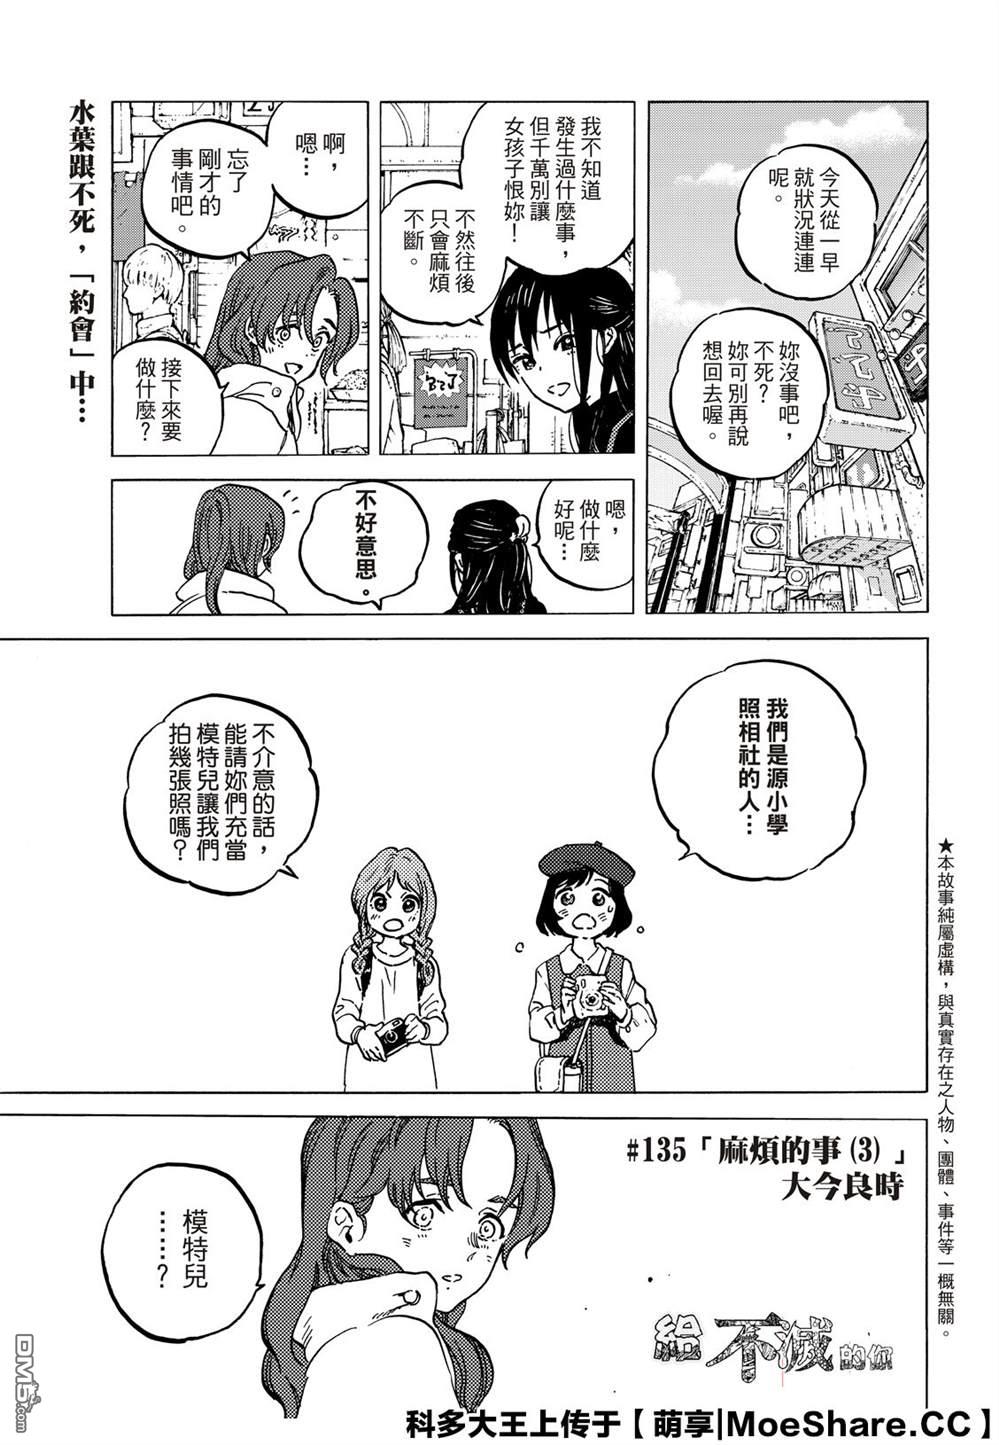 今天從一早
就狀況連連
呢。
妳沒事吧，
不死？
妳可別再說
想回去喔。
我不知道
發生過什麼事，
但千萬別讓
女孩子恨妳！
不然往後
只會麻煩
不斷。
啊，
嗯…
忘了
剛才的
事情吧。
接下來要
做什麼？
水葉跟不死，「約會」中…
嗯，
做什麼
好呢…
不好意思。
我們是源小學
照相社的人…
不介意的話，
能請妳們充當
模特兒讓我們
拍幾張照嗎？
★本故事純屬虛構，與真實存在之人物、團體、事件等一概無關。
#135「麻煩的事(3)」
大今良時
模特兒
……？
給不滅的你
DM5.com
科多大王上传于【萌享|MoeShare.CC】